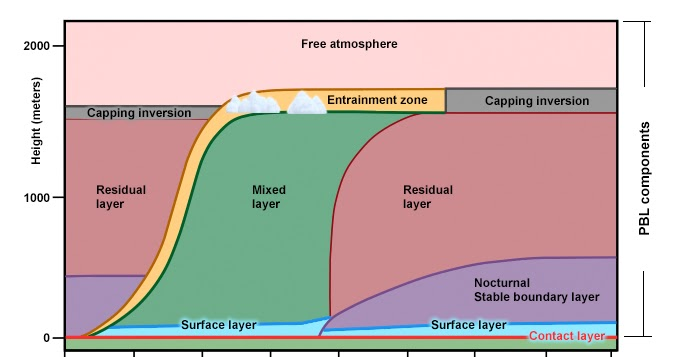 2000
1000
0
Height (meters)
Free atmosphere
Capping inversion
Entrainment zone
Capping inversion
Residual
layer
Mixed
layer
Residual
layer
Nocturnal
Stable boundary layer
Surface layer
Surface layer
Contact layer
PBL components